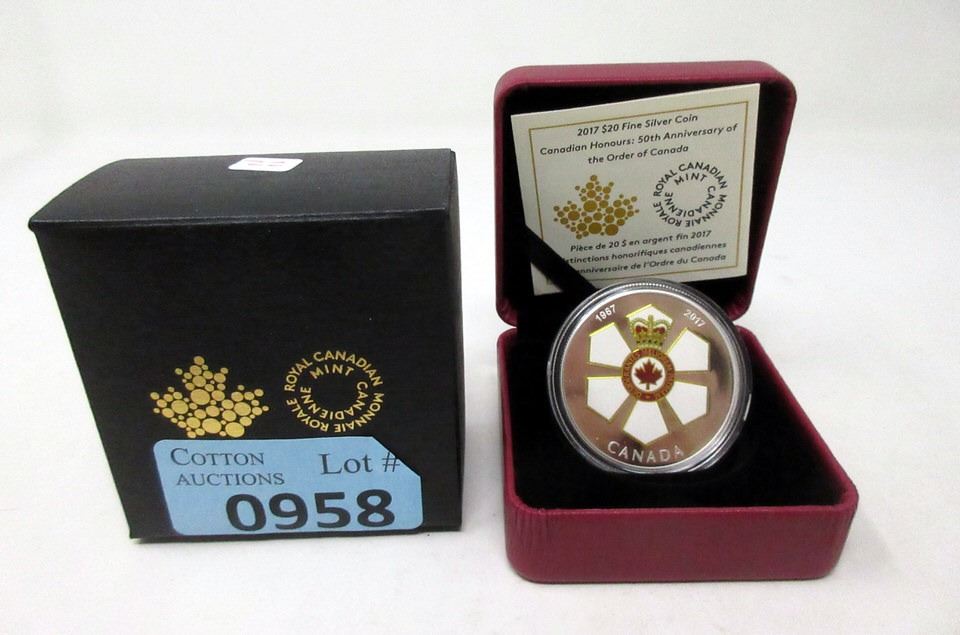 ROYAL CANADIAN MINT
MONNAIE ROYALE CANADIENNE
COTTON
AUCTIONS
Lot #
0958
2017 $20 Fine Silver Coin
Canadian Honours: 50th Anniversary of
the Order of Canada
ROYAL CANADIAN MINT
MONNAIE ROYALE CANADIENNE
Pièce de 20 $ en argent fin 2017
stinctions honorifiques canadiennes
anniversaire de l'Ordre du Canada
1967 2017
CANADA